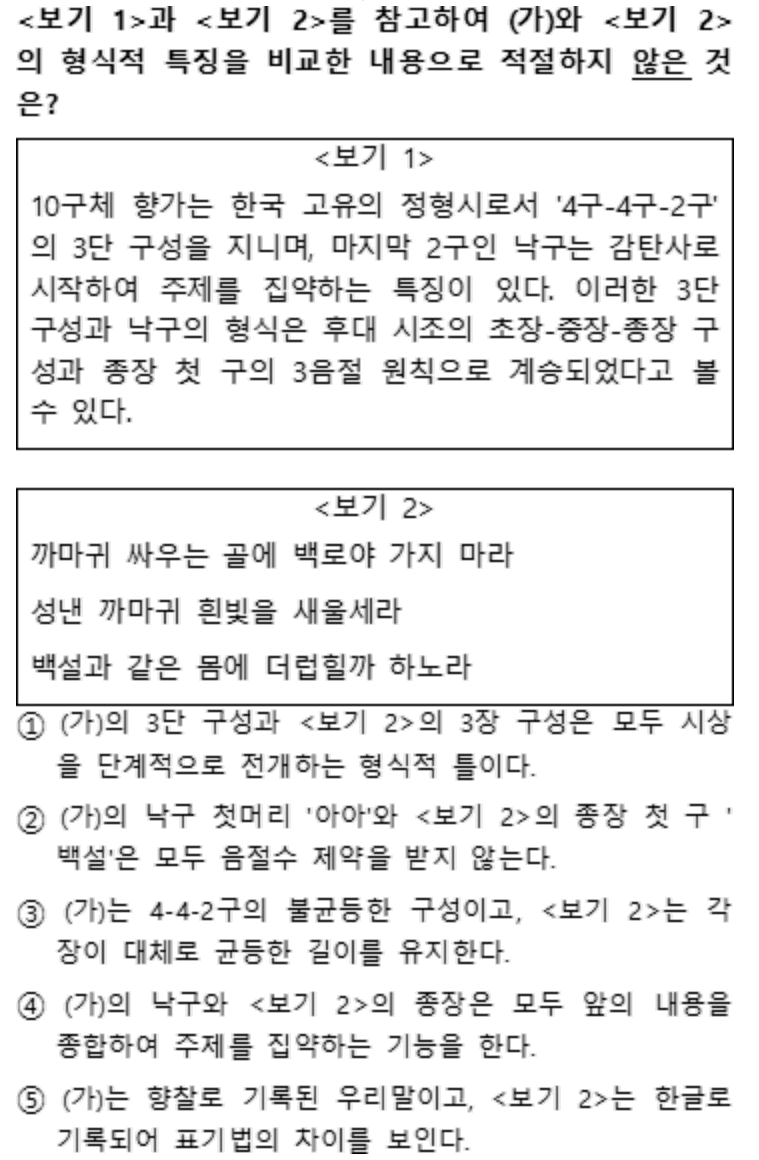 <보기 1>과 <보기 2>를 참고하여 (가)와 <보기 2>
의 형식적 특징을 비교한 내용으로 적절하지 않은 것
은?
<보기 1>
10구체 향가는 한국 고유의 정형시로서 '4구-4구-2구'
의 3단 구성을 지니며, 마지막 2구인 낙구는 감탄사로
시작하여 주제를 집약하는 특징이 있다. 이러한 3단
구성과 낙구의 형식은 후대 시조의 초장-중장-종장 구
성과 종장 첫 구의 3음절 원칙으로 계승되었다고 볼
수 있다.
<보기 2>
까마귀 싸우는 골에 백로야 가지 마라
성낸 까마귀 흰빛을 새울세라
백설과 같은 몸에 더럽힐까 하노라
① (가)의 3단 구성과 <보기 2>의 3장 구성은 모두 시상
을 단계적으로 전개하는 형식적 틀이다.
② (가)의 낙구 첫머리 '아아'와 <보기 2>의 종장 첫 구 '
백설'은 모두 음절수 제약을 받지 않는다.
③ (가)는 4-4-2구의 불균등한 구성이고, <보기 2>는 각
장이 대체로 균등한 길이를 유지한다.
④ (가)의 낙구와 <보기 2>의 종장은 모두 앞의 내용을
종합하여 주제를 집약하는 기능을 한다.
⑤ (가)는 향찰로 기록된 우리말이고, <보기 2>는 한글로
기록되어 표기법의 차이를 보인다.